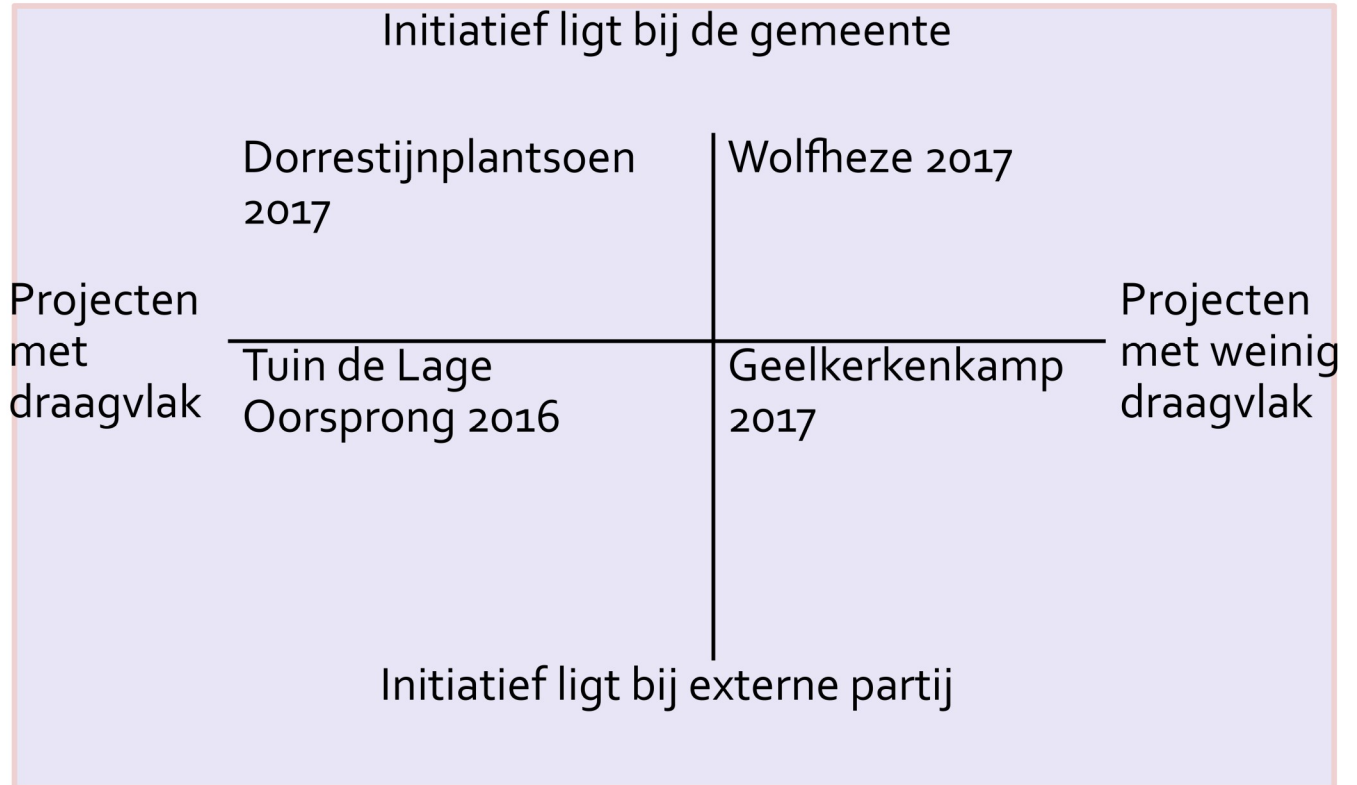 Initiatief ligt bij de gemeente
Dorrestijnplantsoen
2017
Wolfheze 2017
Projecten
met
draagvlak
Projecten
met weinig
draagvlak
Tuin de Lage
Oorsprong 2016
Geelkerkenkamp
2017
Initiatief ligt bij externe partij